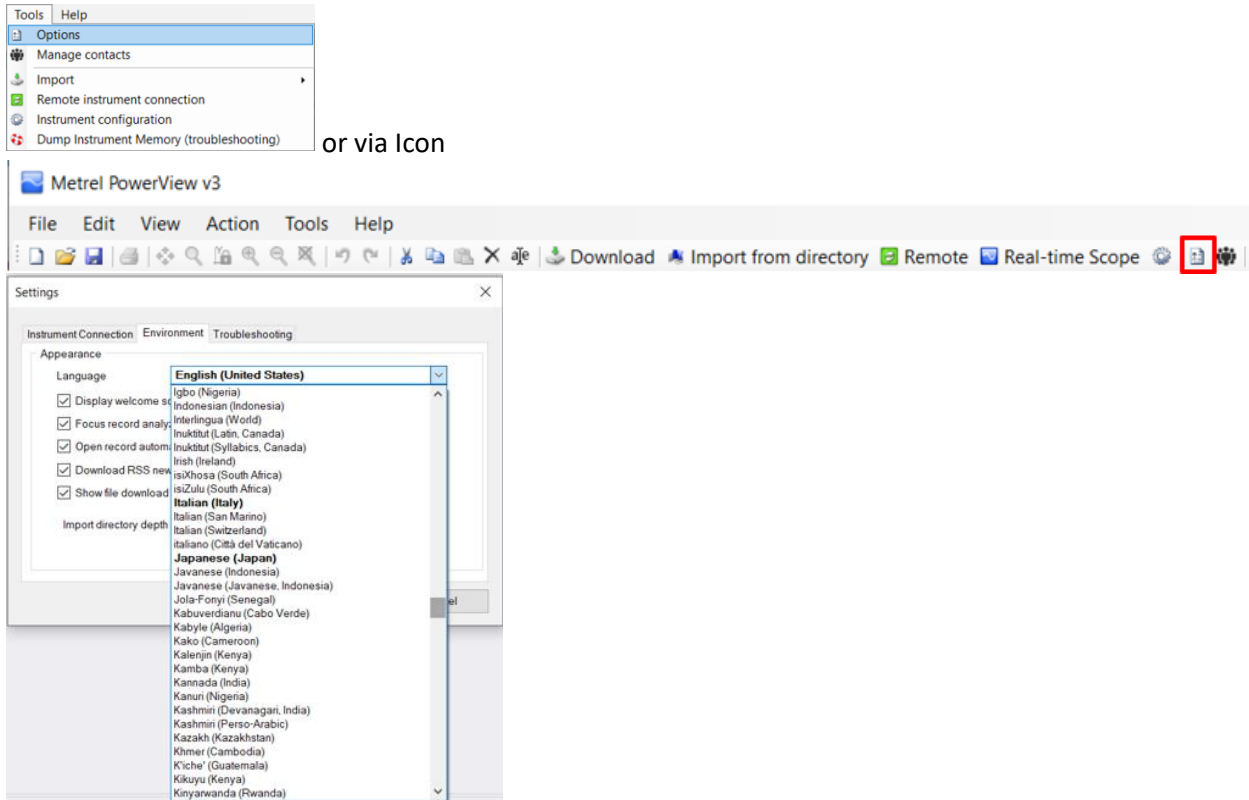 Tools Help
Options
Manage contacts
Import
Remote instrument connection
Instrument configuration
Dump Instrument Memory (troubleshooting)
or via Icon
Metrel PowerView v3
File Edit View Action Tools Help
Download Import from directory Remote Real-time Scope
Settings
Instrument Connection Environment Troubleshooting
Appearance
Language English (United States)
Display welcome
Igbo (Nigeria)
Indonesian (Indonesia)
Focus record
Interlingua (World)
Inuktitut (Latin, Canada)
Open record
Inuktitut (Syllabics, Canada)
Irish (Ireland)
Download RSS
isiXhosa (South Africa)
Show file download
isiZulu (South Africa)
Italian (Italy)
Italian (San Marino)
Import directory depth
Italian (Switzerland)
italiano (Città del Vaticano)
Japanese (Japan)
Javanese (Indonesia)
Javanese (Javanese, Indonesia)
Jola-Fonyi (Senegal)
Kabuverdianu (Cabo Verde)
Kabyle (Algeria)
Kako (Cameroon)
Kalenjin (Kenya)
Kamba (Kenya)
Kannada (India)
Kanuri (Nigeria)
Kashmiri (Devanagari, India)
Kashmiri (Perso-Arabic)
Kazakh (Kazakhstan)
Khmer (Cambodia)
K'iche' (Guatemala)
Kikuyu (Kenya)
Kinyarwanda (Rwanda)